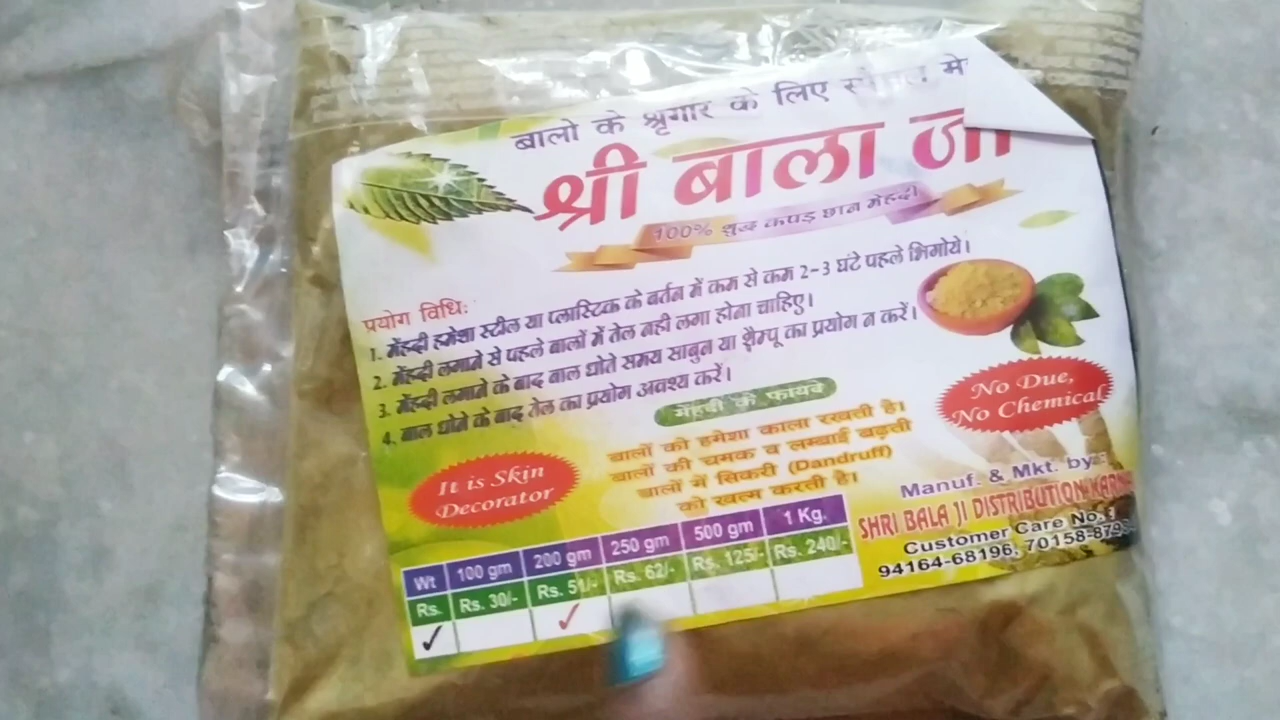 बालो के श्रृगार के लिए
श्री बाला जी
100% शुद्ध कपड़ छान मेहन्दी
प्रयोग विधि:
1. मेंहदी हमेशा स्टील या प्लास्टिक के बर्तन में कम से कम 2-3 घंटे पहले भिगोये।
2. मेंहदी लगाने से पहले बालों में तेल नही लगा होना चाहिए।
3. मेंहदी लगाने के बाद बाल धोते समय साबुन या शैम्पू का प्रयोग न करें।
4. बाल धोने के बाद तेल का प्रयोग अवश्य करें।
मेहदी के फायदे
बालों को हमेशा काला रखती है।
बालों की चमक व लम्बाई बढ़ती
बालों में सिकरी (Dandruff)
को खत्म करती है।
It is Skin
Decorator
No Due,
No Chemical
Manuf. & Mkt. by:
SHRI BALA JI DISTRIBUTION
Customer Care No.:
94164-68196,
Wt 100 gm 200 gm 250 gm 500 gm 1 Kg.
Rs. Rs. 30/- Rs. 51/- Rs. 62/- Rs. 125/- Rs. 240/-